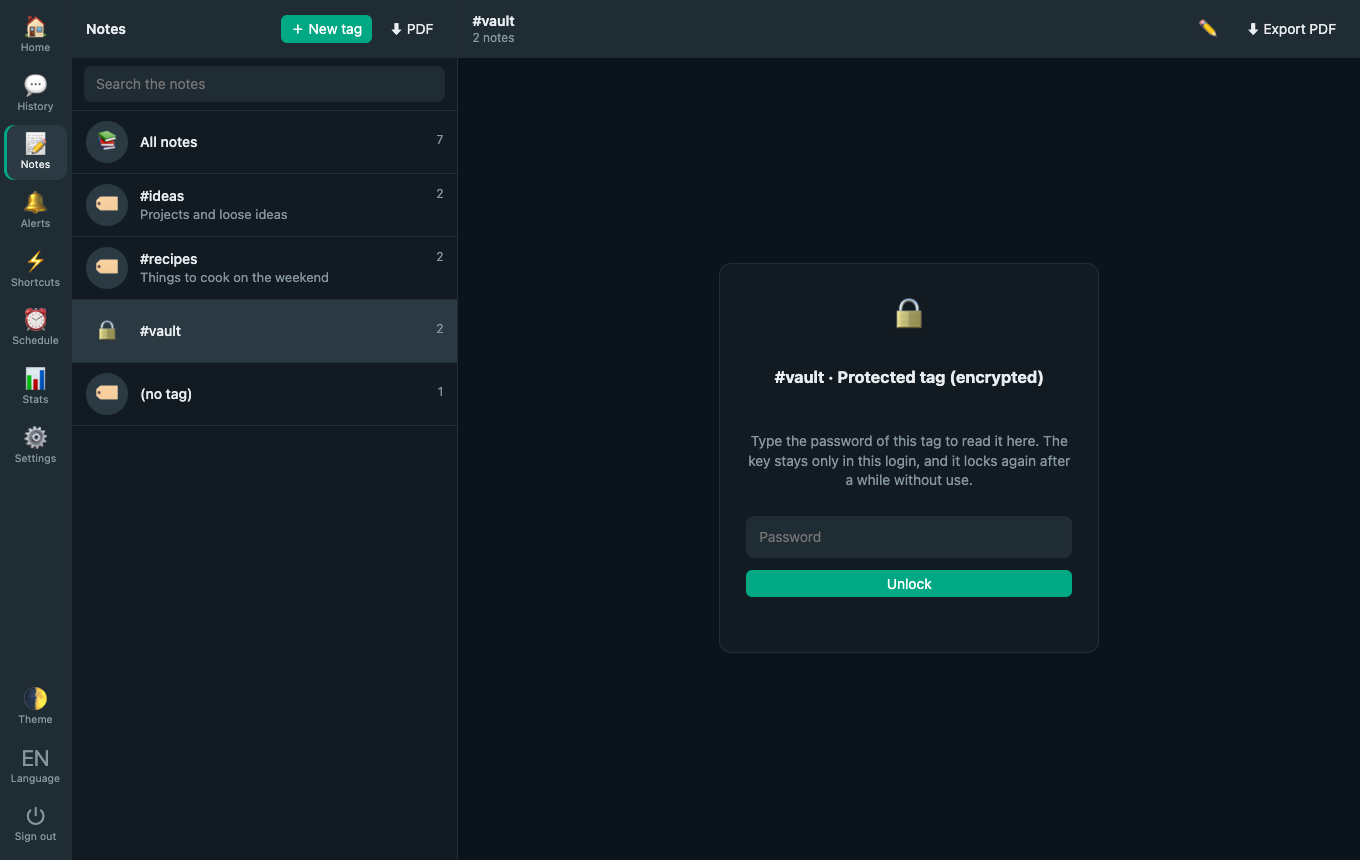 Home
History
Notes
Alerts
Shortcuts
Schedule
Stats
Settings
Theme
EN
Language
Sign out
Notes
+ New tag
⬇ PDF
Search the notes
All notes
7
#ideas
2
Projects and loose ideas
#recipes
2
Things to cook on the weekend
#vault
2
(no tag)
1
#vault
2 notes
⬇ Export PDF
#vault · Protected tag (encrypted)
Type the password of this tag to read it here. The
key stays only in this login, and it locks again after
a while without use.
Password
Unlock